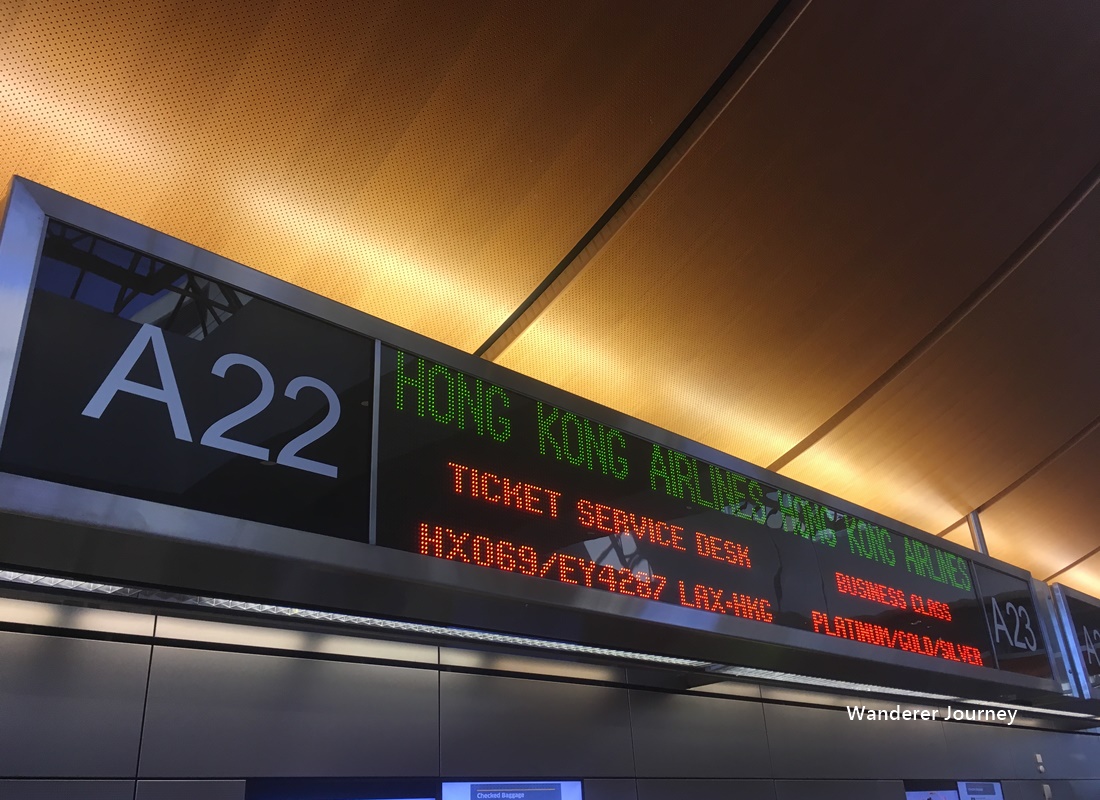 A22
HONG KONG AIRLINES
TICKET SERVICE DESK
HX069/EY4287 LAX-HKG
HONG KONG AIRLINES
BUSINESS CLASS
PLATINUM/GOLD/SILVER
A23
Wanderer Journey
Checked Baggage